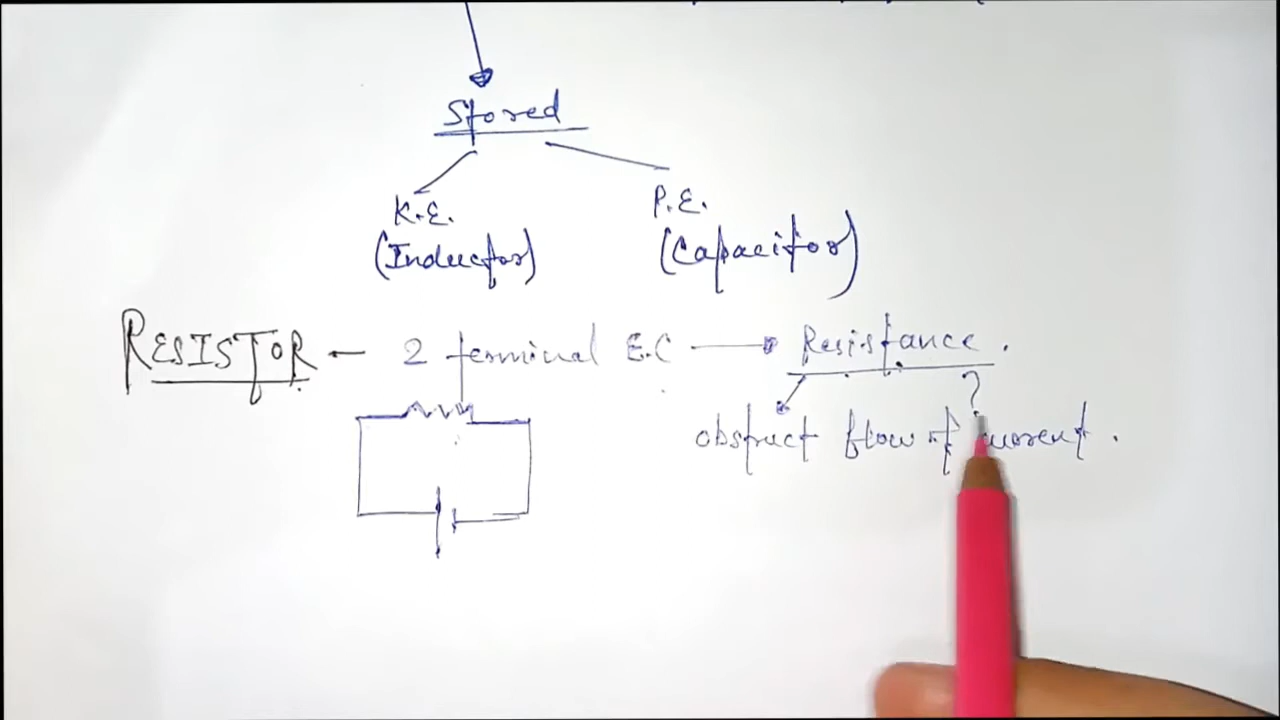 Stored
K.E. P.E.
(Inductor) (Capacitor)
RESISTOR - 2 terminal E.C → Resistance.
?
obstruct flow of current.